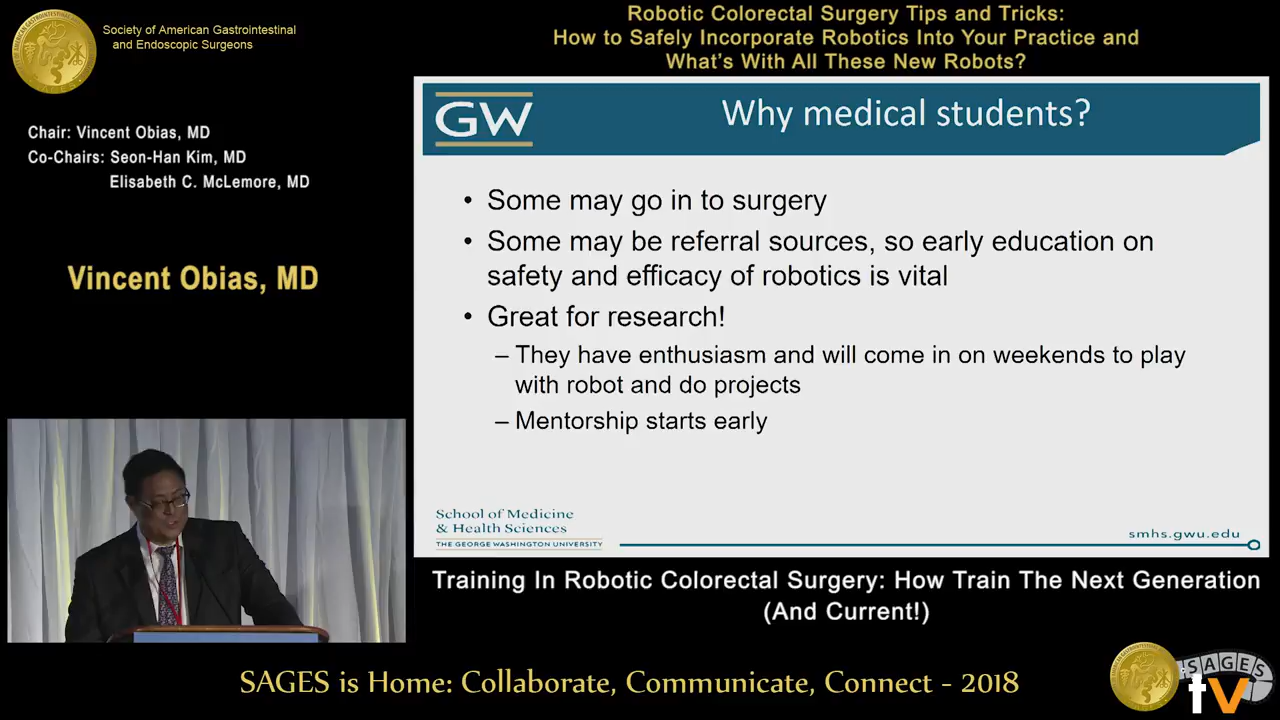 Society of American Gastrointestinal
and Endoscopic Surgeons
Robotic Colorectal Surgery Tips and Tricks:
How to Safely Incorporate Robotics Into Your Practice and
What's With All These New Robots?
Chair: Vincent Obias, MD
Co-Chairs: Seon-Han Kim, MD
Elisabeth C. McLemore, MD
Vincent Obias, MD
GW
Why medical students?
• Some may go in to surgery
• Some may be referral sources, so early education on
safety and efficacy of robotics is vital
• Great for research!
– They have enthusiasm and will come in on weekends to play
with robot and do projects
– Mentorship starts early
School of Medicine
& Health Sciences
THE GEORGE WASHINGTON UNIVERSITY
smhs.gwu.edu
Training In Robotic Colorectal Surgery: How Train The Next Generation
(And Current!)
SAGES is Home: Collaborate, Communicate, Connect - 2018
SAGES
tv